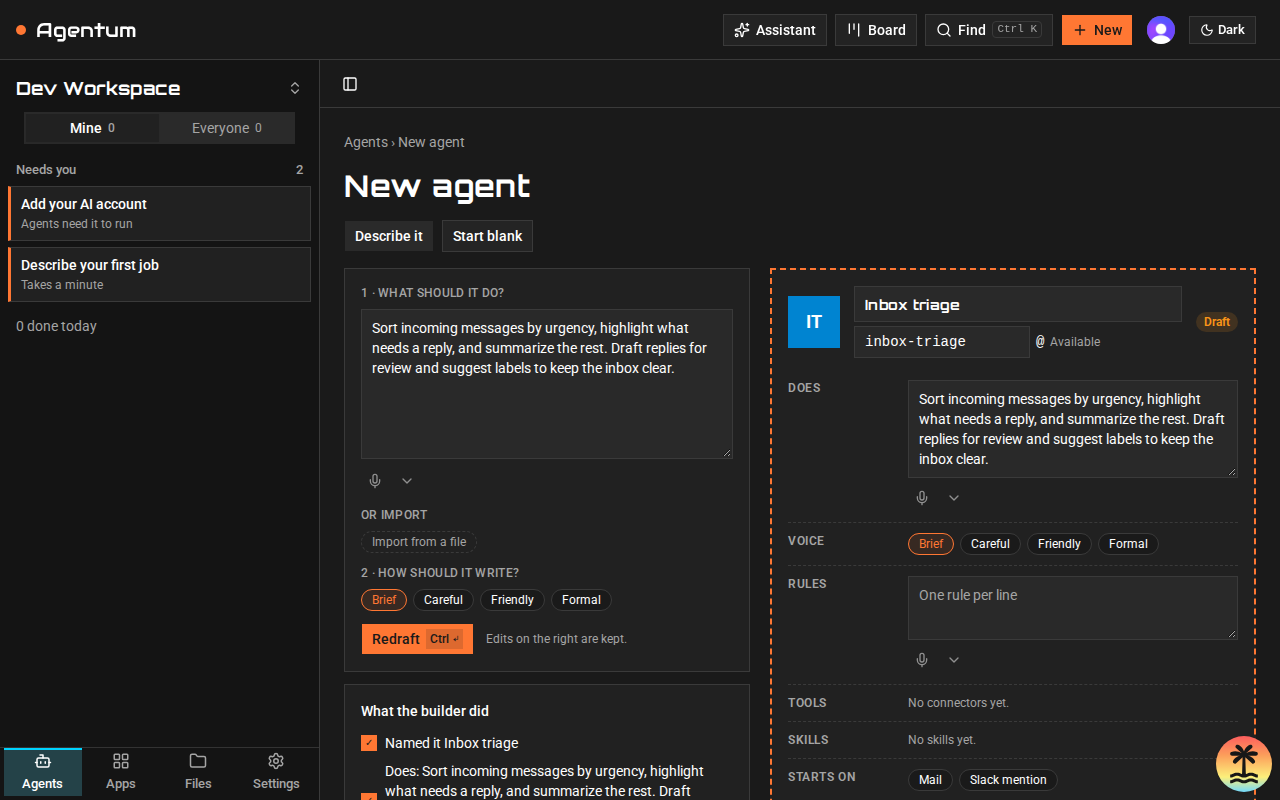 Agentum
Assistant
Board
Find Ctrl K
+ New
Dark
Dev Workspace
Mine 0
Everyone 0
Needs you 2
Add your AI account
Agents need it to run
Describe your first job
Takes a minute
0 done today
Agents
Apps
Files
Settings
Agents › New agent
New agent
Describe it
Start blank
1 · WHAT SHOULD IT DO?
Sort incoming messages by urgency, highlight what
needs a reply, and summarize the rest. Draft replies for
review and suggest labels to keep the inbox clear.
OR IMPORT
Import from a file
2 · HOW SHOULD IT WRITE?
Brief
Careful
Friendly
Formal
Redraft Ctrl ↵
Edits on the right are kept.
What the builder did
Named it Inbox triage
Does: Sort incoming messages by urgency, highlight
what needs a reply, and summarize the rest. Draft
IT
Inbox triage
inbox-triage
@ Available
Draft
DOES
Sort incoming messages by urgency, highlight
what needs a reply, and summarize the rest. Draft
replies for review and suggest labels to keep the
inbox clear.
VOICE
Brief
Careful
Friendly
Formal
RULES
One rule per line
TOOLS
No connectors yet.
SKILLS
No skills yet.
STARTS ON
Mail
Slack mention